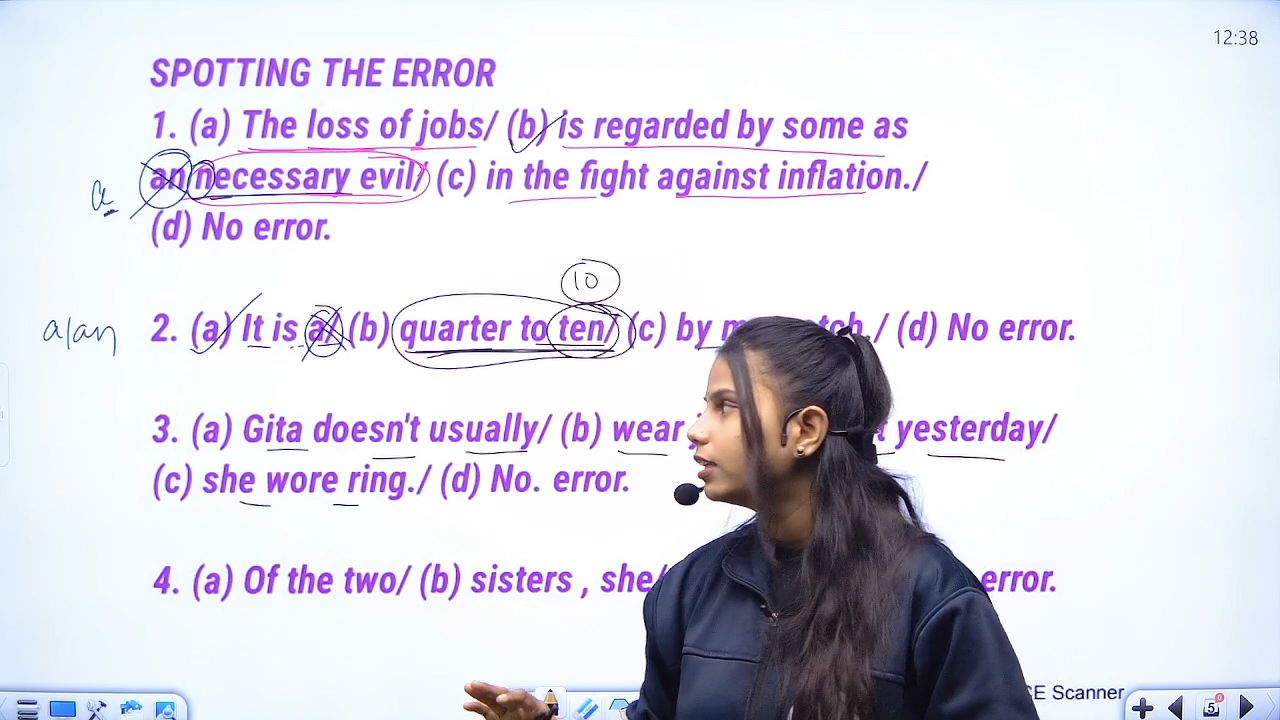 12:38
SPOTTING THE ERROR
1. (a) The loss of jobs/ (b) is regarded by some as
a an necessary evil/ (c) in the fight against inflation./
(d) No error.
10
a/an 2. (a) It is a/ (b) quarter to ten/ (c) by / (d) No error.
3. (a) Gita doesn't usually/ (b) wear yesterday/
(c) she wore ring./ (d) No. error.
4. (a) Of the two/ (b) sisters , she/ error.
Scanner
5